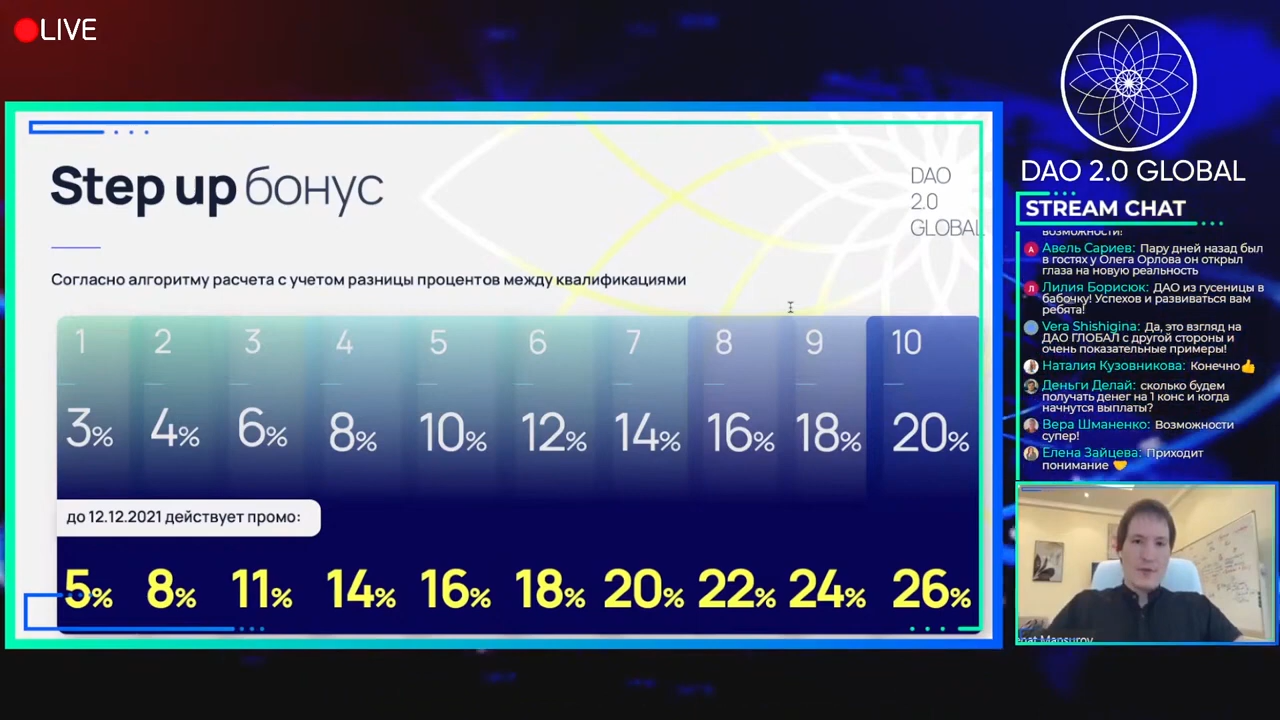 LIVE
Step up бонус
DAO
2.0
GLOBAL
Согласно алгоритму расчета с учетом разницы процентов между квалификациями
1 2 3 4 5 6 7 8 9 10
3% 4% 6% 8% 10% 12% 14% 16% 18% 20%
до 12.12.2021 действует промо:
5% 8% 11% 14% 16% 18% 20% 22% 24% 26%
DAO 2.0 GLOBAL
STREAM CHAT
возможности!
А
Авель Сариев: Пару дней назад был
в гостях у Олега Орлова он открыл
глаза на новую реальность
Л
Лилия Борисюк: ДАО из гусеницы в
бабочку! Успехов и развиваться вам
ребята!
Vera Shishigina: Да, это взгляд на
ДАО ГЛОБАЛ с другой стороны и
очень показательные примеры!
Наталия Кузовникова: Конечно👍
Деньги Делай: сколько будем
получать денег на 1 конс и когда
начнутся выплаты?
Вера Шманенко: Возможности
супер!
Елена Зайцева: Приходит
понимание 🤝
Mansurov